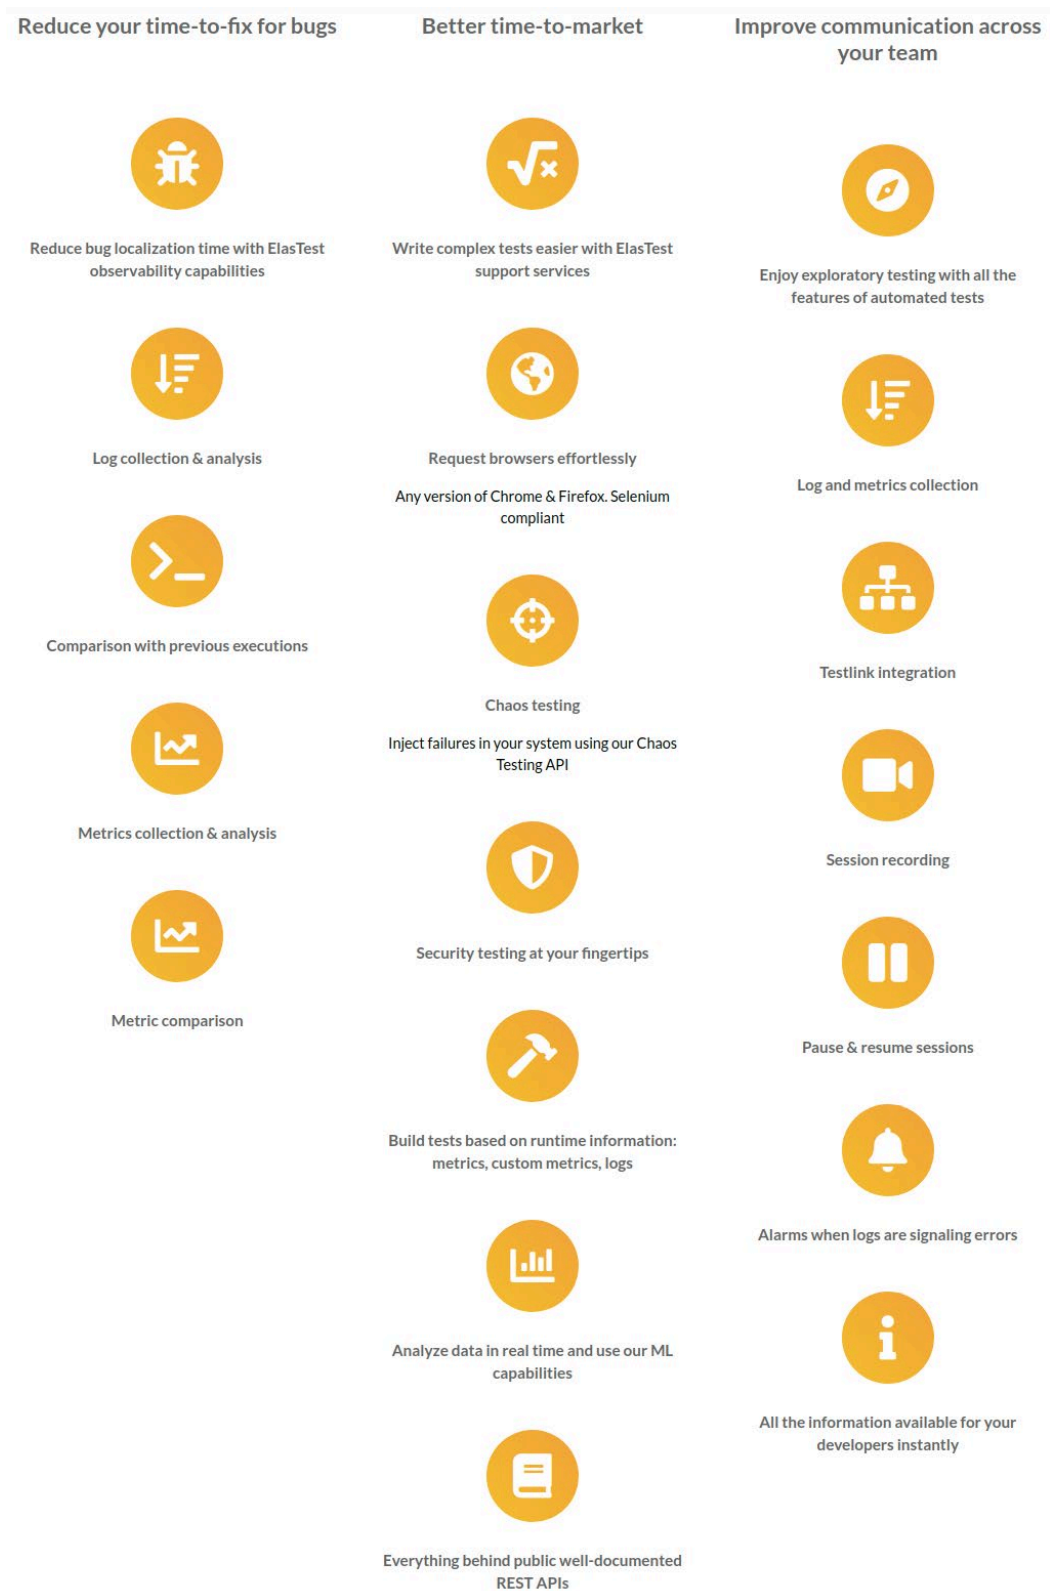 Reduce your time-to-fix for bugs
Reduce bug localization time with ElasTest
observability capabilities
Log collection & analysis
Comparison with previous executions
Metrics collection & analysis
Metric comparison
Better time-to-market
Write complex tests easier with ElasTest
support services
Request browsers effortlessly
Any version of Chrome & Firefox. Selenium
compliant
Chaos testing
Inject failures in your system using our Chaos
Testing API
Security testing at your fingertips
Build tests based on runtime information:
metrics, custom metrics, logs
Analyze data in real time and use our ML
capabilities
Everything behind public well-documented
REST APIs
Improve communication across
your team
Enjoy exploratory testing with all the
features of automated tests
Log and metrics collection
Testlink integration
Session recording
Pause & resume sessions
Alarms when logs are signaling errors
All the information available for your
developers instantly